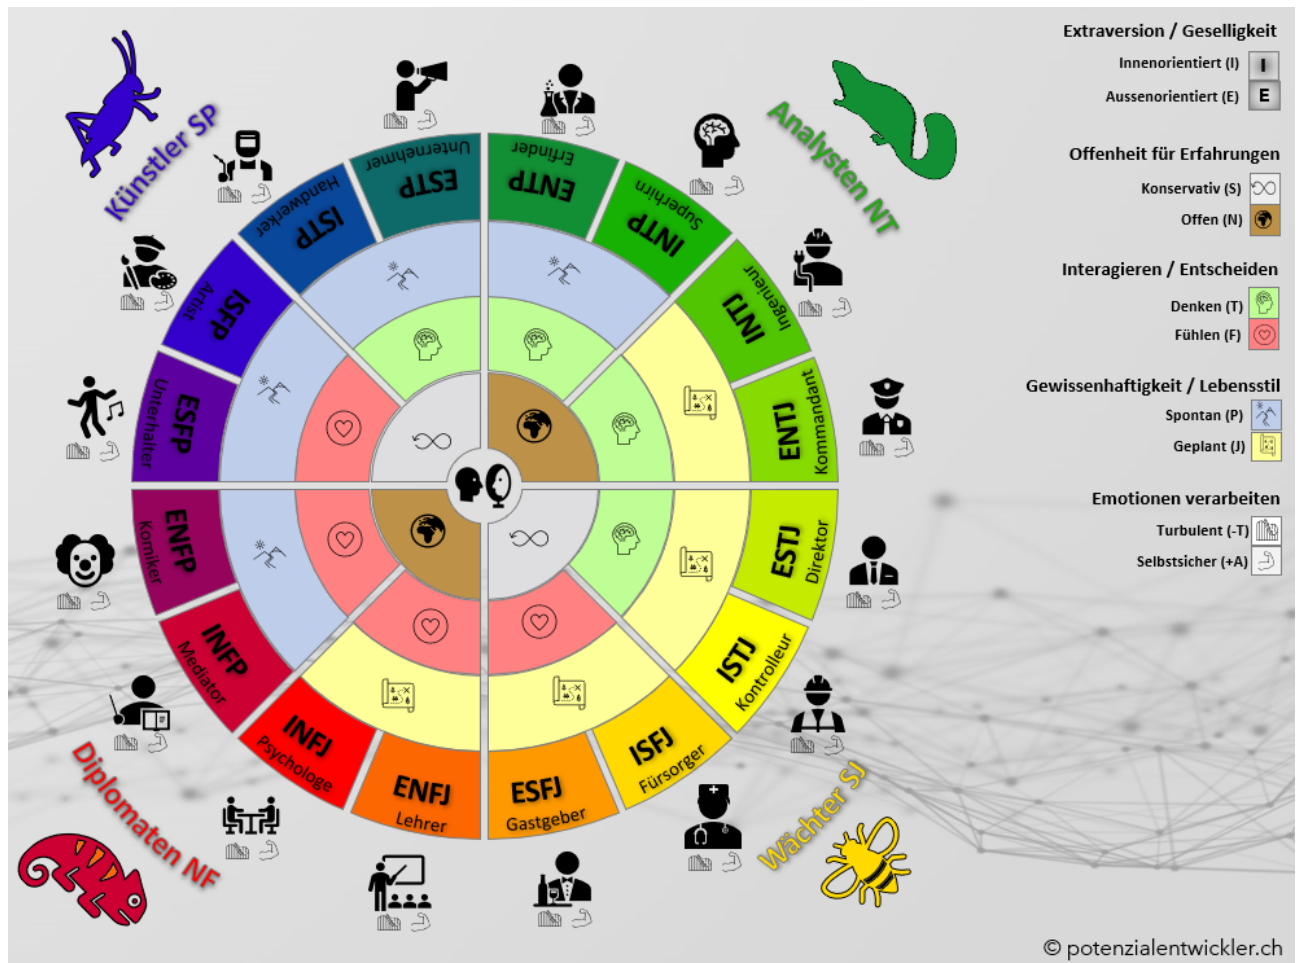 Extraversion / Geselligkeit
Innenorientiert (I)
I
Aussenorientiert (E)
E
Offenheit für Erfahrungen
Konservativ (S)
Offen (N)
Interagieren / Entscheiden
Denken (T)
Fühlen (F)
Gewissenhaftigkeit / Lebensstil
Spontan (P)
Geplant (J)
Emotionen verarbeiten
Turbulent (-T)
Selbstsicher (+A)
Künstler SP
Analysten NT
Diplomaten NF
Wächter SJ
ESTP
Unternehmer
ENTP
Erfinder
INTP
Superhirn
INTJ
Ingenieur
ENTJ
Kommandant
ESTJ
Direktor
ISTJ
Kontrolleur
ISFJ
Fürsorger
ESFJ
Gastgeber
ENFJ
Lehrer
INFJ
Psychologe
INFP
Mediator
ENFP
Komiker
ESFP
Unterhalter
ISFP
Artist
ISTP
Handwerker
© potenzialentwickler.ch